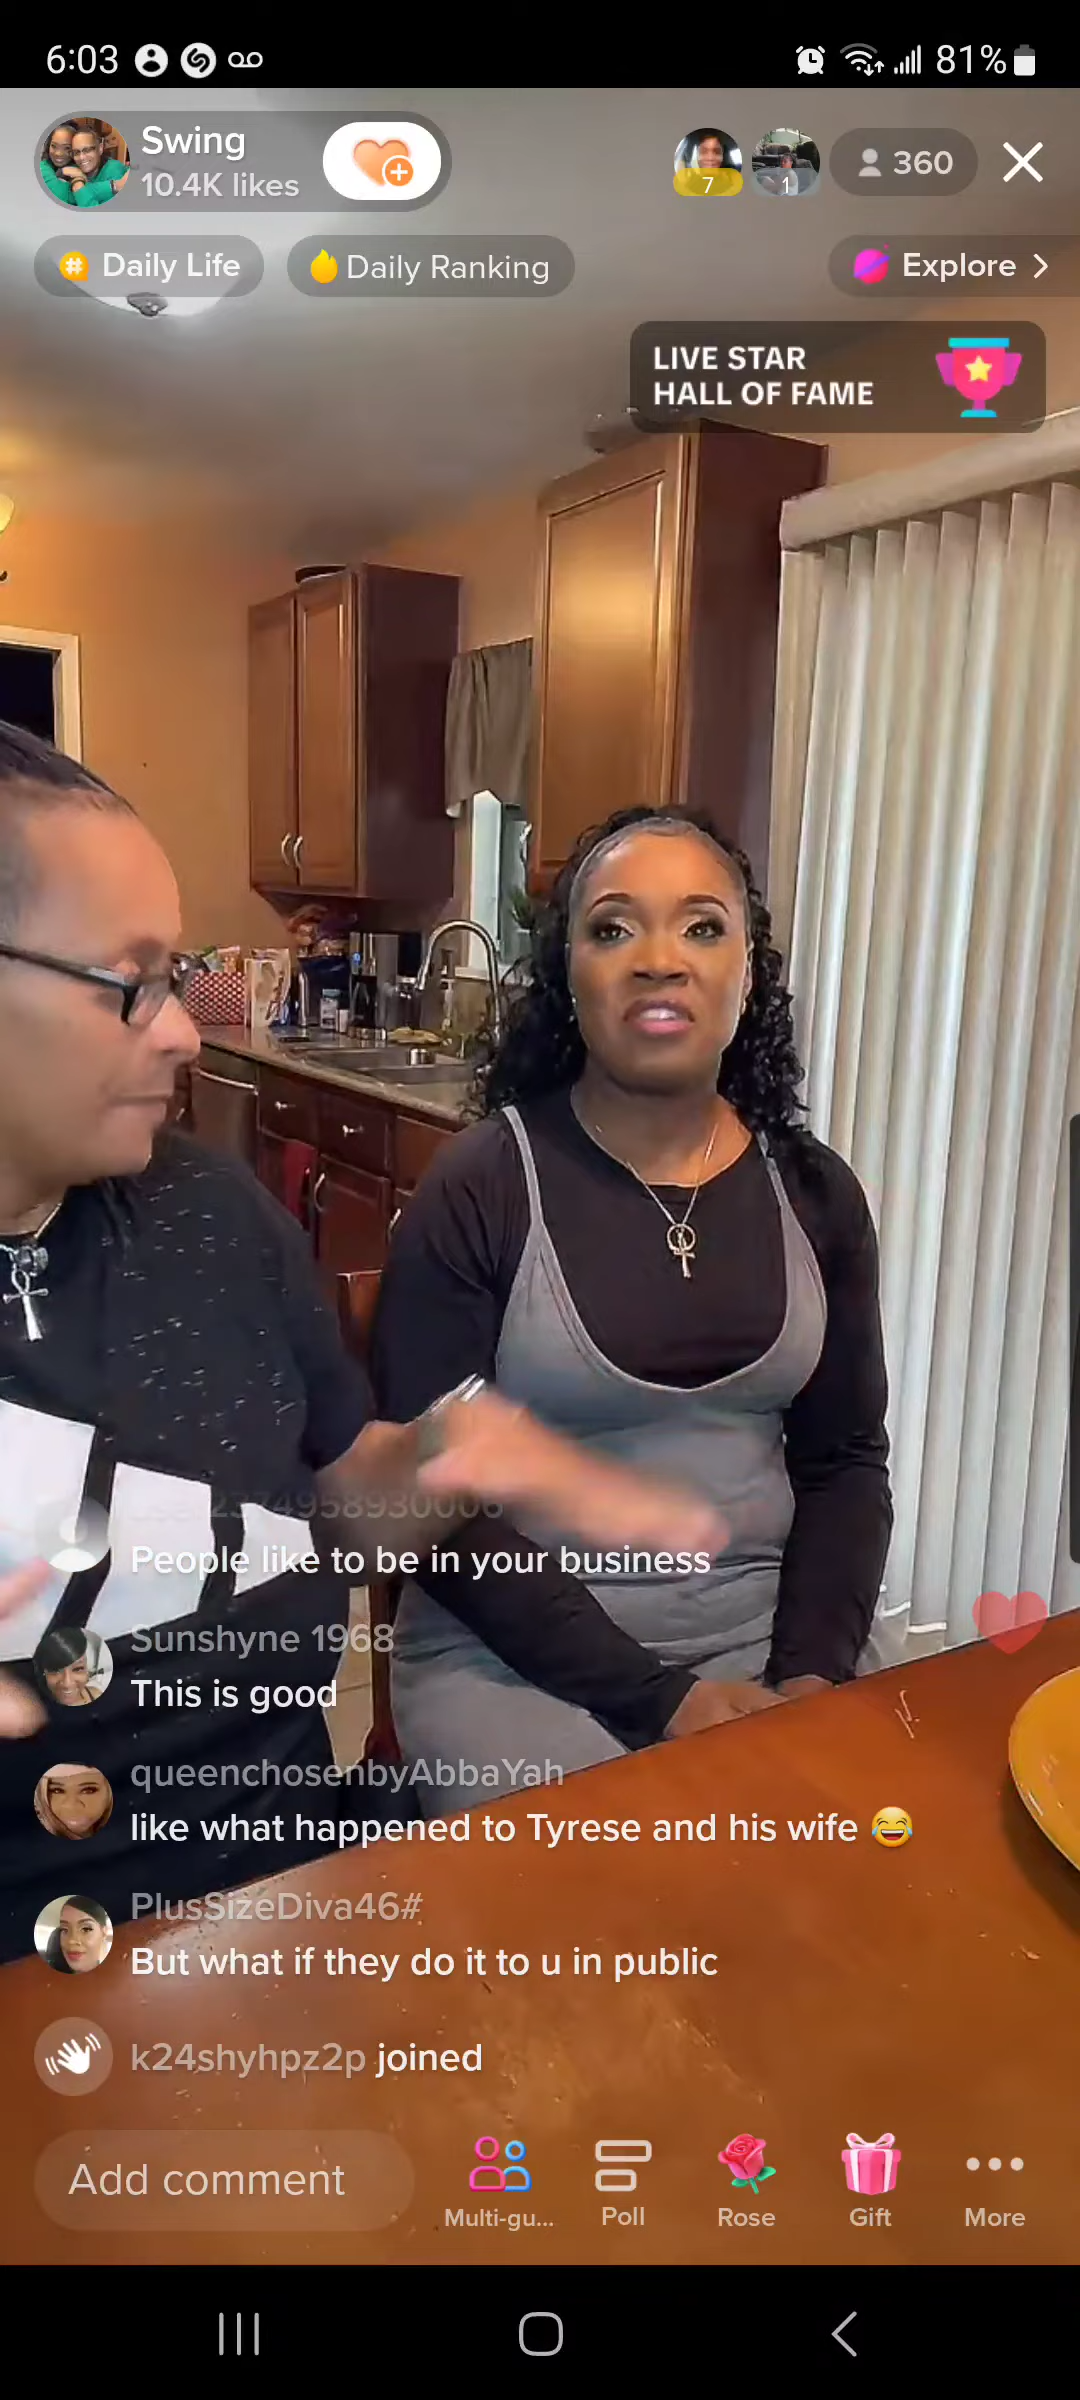 6:03
81%
Swing
10.4K likes
7
1
360
Daily Life
Daily Ranking
Explore >
LIVE STAR
HALL OF FAME
People like to be in your business
Sunshyne 1968
This is good
queenchosenbyAbbaYah
like what happened to Tyrese and his wife 😂
PlusSizeDiva46#
But what if they do it to u in public
k24shyhpz2p joined
Add comment
Multi-gu...
Poll
Rose
Gift
More